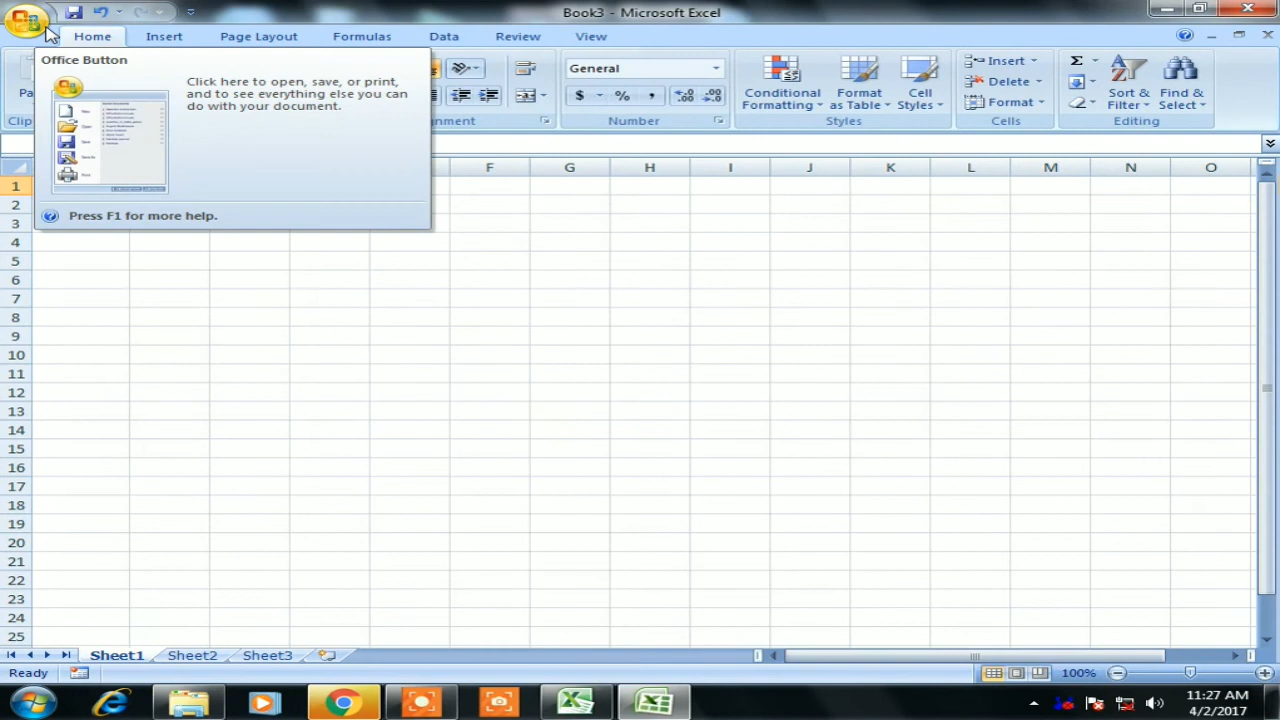 Book3 - Microsoft Excel
Home Insert Page Layout Formulas Data Review View
Office Button
Click here to open, save, or print,
and to see everything else you can
do with your document.
Press F1 for more help.
General
$ % ,
Conditional Formatting
Format as Table
Cell Styles
Insert
Delete
Format
Σ
Sort & Filter
Find & Select
Number Styles Cells Editing
F G H I J K L M N O
1
2
3
4
5
6
7
8
9
10
11
12
13
14
15
16
17
18
19
20
21
22
23
24
25
Sheet1 Sheet2 Sheet3
Ready 100%
11:27 AM
4/2/2017